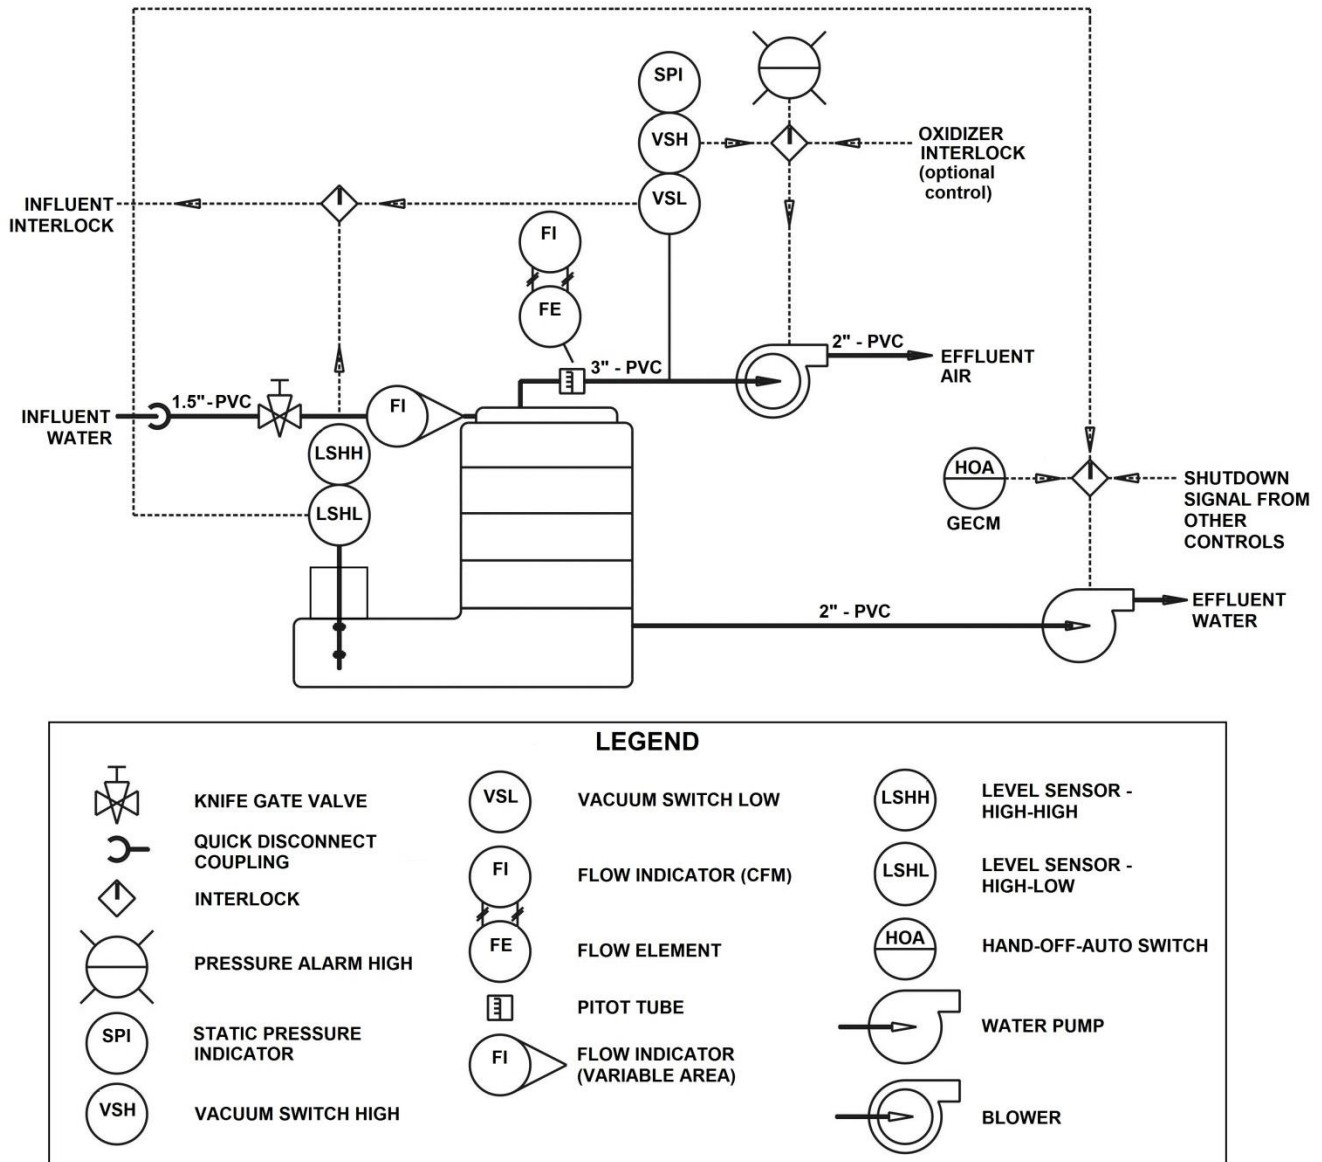 SPI
VSH
VSL
OXIDIZER
INTERLOCK
(optional
control)
INFLUENT
INTERLOCK
FI
FE
3" - PVC
2" - PVC
EFFLUENT
AIR
1.5"-PVC
INFLUENT
WATER
FI
LSHH
LSHL
HOA
GECM
SHUTDOWN
SIGNAL FROM
OTHER
CONTROLS
2" - PVC
EFFLUENT
WATER
LEGEND
KNIFE GATE VALVE
QUICK DISCONNECT
COUPLING
INTERLOCK
PRESSURE ALARM HIGH
SPI
STATIC PRESSURE
INDICATOR
VSH
VACUUM SWITCH HIGH
VSL
VACUUM SWITCH LOW
FI
FLOW INDICATOR (CFM)
FE
FLOW ELEMENT
PITOT TUBE
FI
FLOW INDICATOR
(VARIABLE AREA)
LSHH
LEVEL SENSOR -
HIGH-HIGH
LSHL
LEVEL SENSOR -
HIGH-LOW
HOA
HAND-OFF-AUTO SWITCH
WATER PUMP
BLOWER